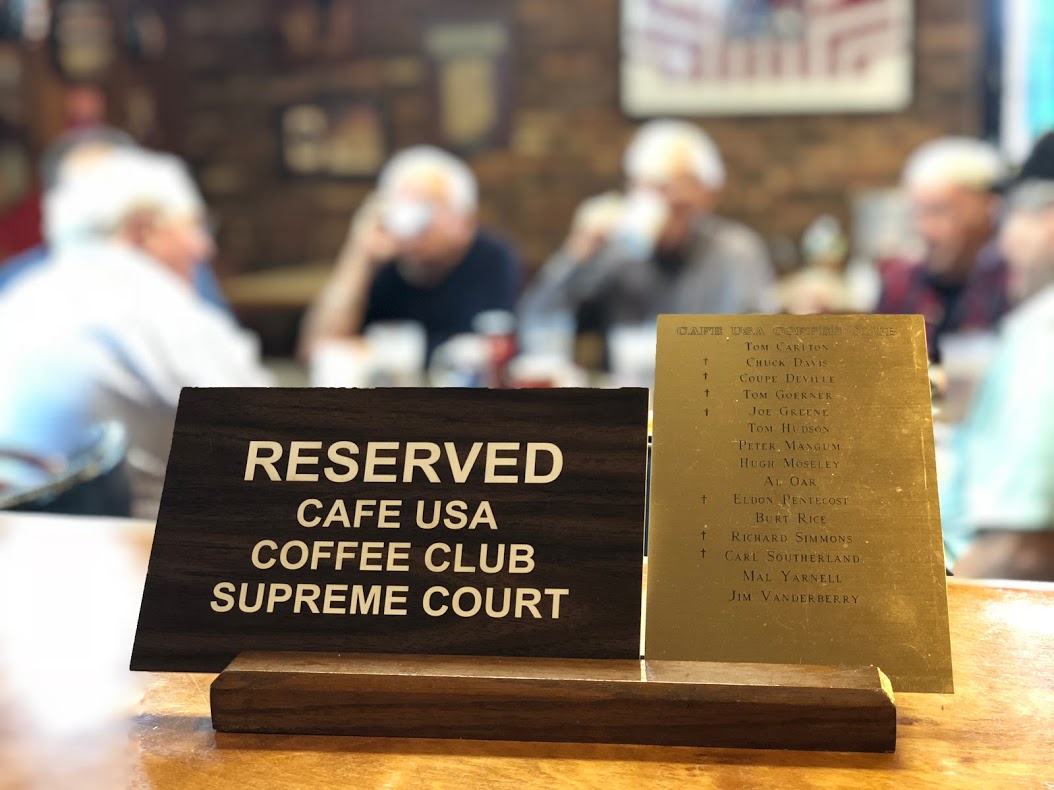 RESERVED
CAFE USA
COFFEE CLUB
SUPREME COURT
CAFE USA COFFEE CLUB
TOM CARLTON
† CHUCK DAVIS
† COUPE DEVILLE
† TOM GOERNER
† JOE GREENE
TOM HUDSON
PETER MANGUM
HUGH MOSELEY
AL OAR
† ELDON PENTECOST
BURT RICE
† RICHARD SIMMONS
† CARL SOUTHERLAND
MAL YARNELL
JIM VANDERBERRY